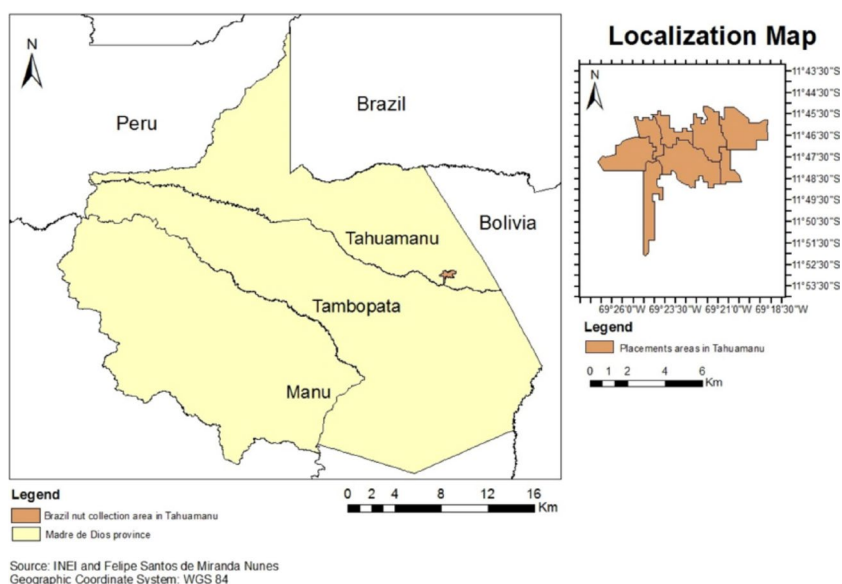 N
Peru
Brazil
Bolivia
Tahuamanu
Tambopata
Manu
Legend
Brazil nut collection area in Tahuamanu
Madre de Dios province
0 2 4 8 12 16
Km
Source: INEI and Felipe Santos de Miranda Nunes
Geographic Coordinate System: WGS 84
Localization Map
N
11°43'30"S
11°44'30"S
11°45'30"S
11°46'30"S
11°47'30"S
11°48'30"S
11°49'30"S
11°50'30"S
11°51'30"S
11°52'30"S
11°53'30"S
69°26'0"W 69°23'30"W 69°21'0"W 69°18'30"W
Legend
Placements areas in Tahuamanu
0 1 2 4 6
Km